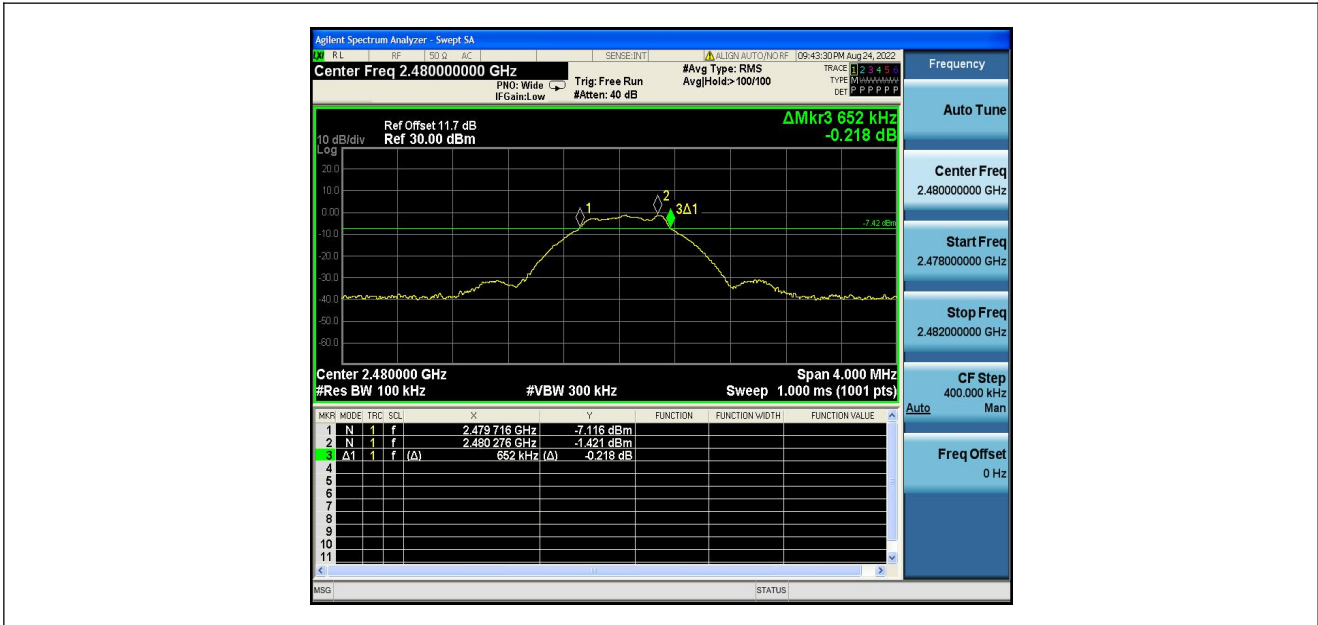 Agilent Spectrum Analyzer - Swept SA
RL RF 50 Ω AC SENSE:INT ALIGN AUTO/NO RF 09:43:30 PM Aug 24, 2022
Center Freq 2.480000000 GHz
PNO: Wide
IFGain:Low
Trig: Free Run
#Atten: 40 dB
#Avg Type: RMS
Avg|Hold:>100/100
TRACE 1 2 3 4 5 6
TYPE M
DET P P P P P P
ΔMkr3 652 kHz
-0.218 dB
Ref Offset 11.7 dB
10 dB/div Ref 30.00 dBm
Log
20.0
10.0
0.00
-10.0
-20.0
-30.0
-40.0
-50.0
-60.0
1
2
3Δ1
-7.42 dBm
Center 2.480000 GHz Span 4.000 MHz
#Res BW 100 kHz #VBW 300 kHz Sweep 1.000 ms (1001 pts)
MKR MODE TRC SCL X Y FUNCTION FUNCTION WIDTH FUNCTION VALUE
1 N 1 f 2.479 716 GHz -7.116 dBm
2 N 1 f 2.480 276 GHz -1.421 dBm
3 Δ1 1 f (Δ) 652 kHz (Δ) -0.218 dB
4
5
6
7
8
9
10
11
MSG STATUS
Frequency
Auto Tune
Center Freq
2.480000000 GHz
Start Freq
2.478000000 GHz
Stop Freq
2.482000000 GHz
CF Step
400.000 kHz
Auto Man
Freq Offset
0 Hz